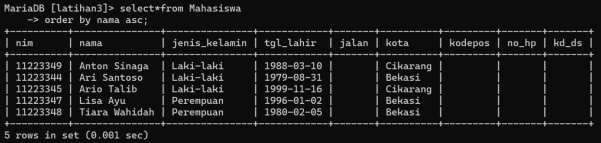 MariaDB [latihan3]> select*from Mahasiswa
    -> order by nama asc;
+----------+---------------+---------------+------------+-------+----------+---------+-------+-------+
| nim      | nama          | jenis_kelamin | tgl_lahir  | jalan | kota     | kodepos | no_hp | kd_ds |
+----------+---------------+---------------+------------+-------+----------+---------+-------+-------+
| 11223349 | Anton Sinaga  | Laki-laki     | 1988-03-10 |       | Cikarang |         |       |       |
| 11223344 | Ari Santoso   | Laki-laki     | 1979-08-31 |       | Bekasi   |         |       |       |
| 11223345 | Ario Talib    | Laki-laki     | 1999-11-16 |       | Cikarang |         |       |       |
| 11223347 | Lisa Ayu      | Perempuan     | 1996-01-02 |       | Bekasi   |         |       |       |
| 11223348 | Tiara Wahidah | Perempuan     | 1980-02-05 |       | Bekasi   |         |       |       |
+----------+---------------+---------------+------------+-------+----------+---------+-------+-------+
5 rows in set (0.001 sec)